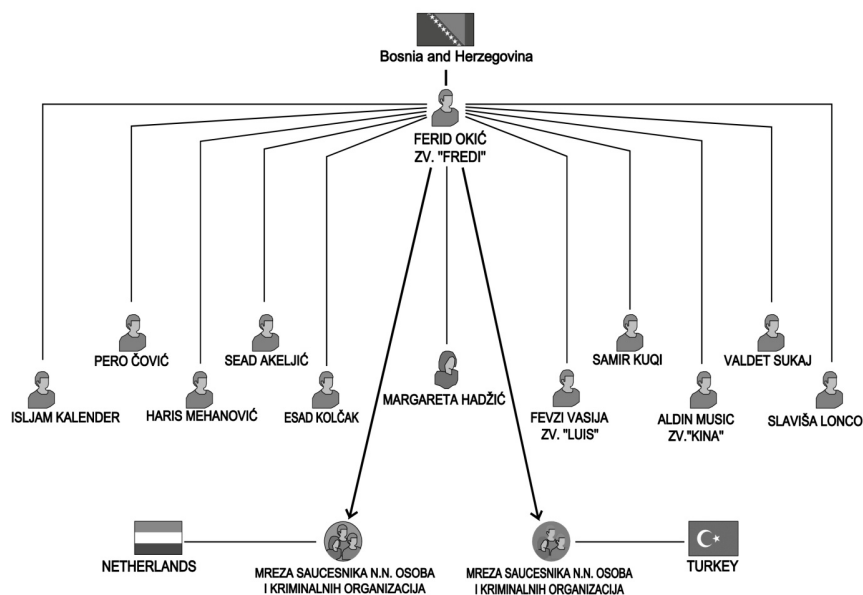 Bosnia and Herzegovina
FERID OKIĆ
ZV. "FREDI"
PERO ČOVIĆ
SEAD AKELJIĆ
SAMIR KUQI
VALDET SUKAJ
ISLJAM KALENDER
HARIS MEHANOVIĆ
ESAD KOLČAK
MARGARETA HADŽIĆ
FEVZI VASIJA
ZV. "LUIS"
ALDIN MUSIC
ZV."KINA"
SLAVIŠA LONCO
NETHERLANDS
MREZA SAUCESNIKA N.N. OSOBA
I KRIMINALNIH ORGANIZACIJA
MREZA SAUCESNIKA N.N. OSOBA
I KRIMINALNIH ORGANIZACIJA
TURKEY